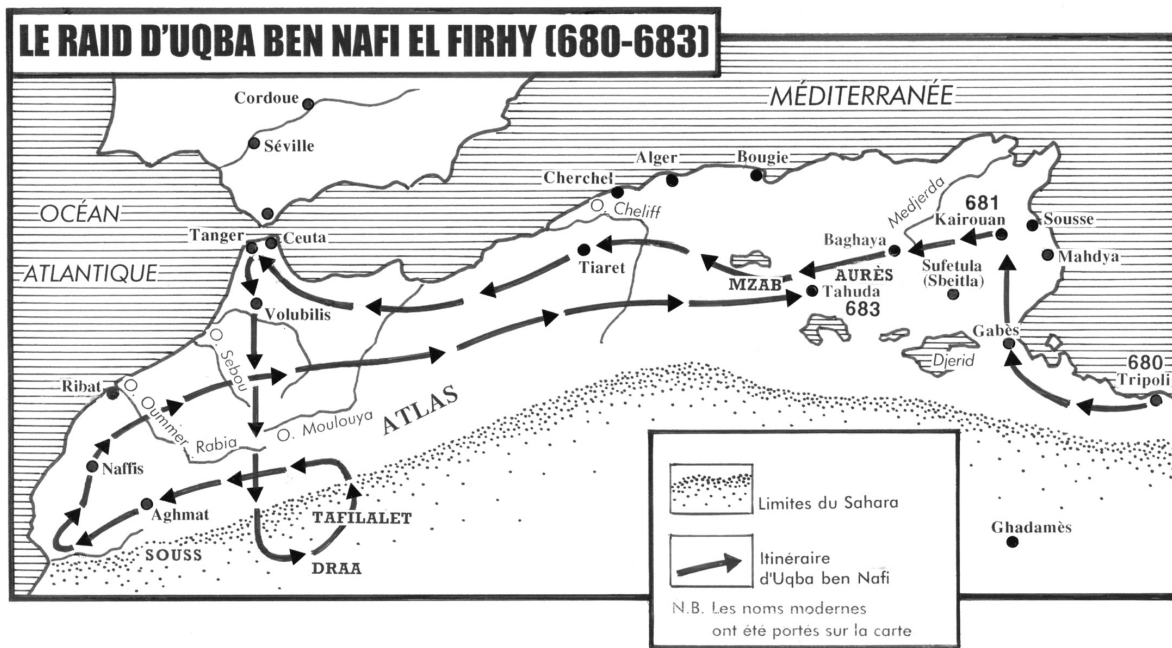 LE RAID D'UQBA BEN NAFI EL FIRHY (680-683)
Cordoue
MÉDITERRANÉE
Séville
Alger
Bougie
Cherchel
OCÉAN
O. Cheliff
Medjerda
681
Kairouan
Sousse
Tanger
Ceuta
Baghaya
Mahdya
ATLANTIQUE
Tiaret
AURÈS
Sufetula
(Sbeitla)
MZAB
Tahuda
683
Volubilis
Gabès
O. Sebou
Djerid
680
Tripoli
Ribat
O. Oummer Rabia
O. Moulouya
ATLAS
Naffis
Aghmat
TAFILALET
SOUSS
DRAA
Limites du Sahara
Ghadamès
Itinéraire
d'Uqba ben Nafi
N.B. Les noms modernes
ont été portés sur la carte